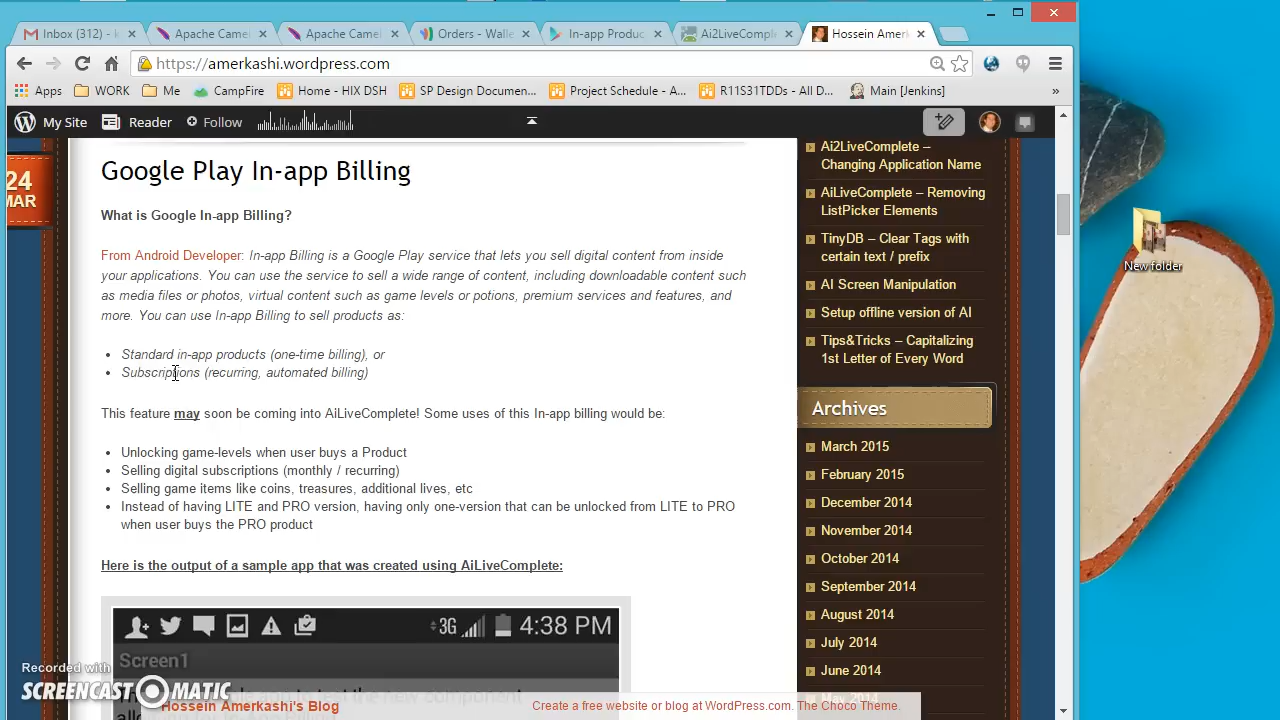 Inbox (312) - k
Apache Camel
Apache Camel
Orders - Walle
In-app Produc
Ai2LiveComple
Hossein Amerk
https://amerkashi.wordpress.com
Apps
WORK
Me
CampFire
Home - HIX DSH
SP Design Documen...
Project Schedule - A...
R11S31TDDs - All D...
Main [Jenkins]
»
My Site
Reader
Follow
24
MAR
Google Play In-app Billing
What is Google In-app Billing?
From Android Developer: In-app Billing is a Google Play service that lets you sell digital content from inside
your applications. You can use the service to sell a wide range of content, including downloadable content such
as media files or photos, virtual content such as game levels or potions, premium services and features, and
more. You can use In-app Billing to sell products as:
Standard in-app products (one-time billing), or
Subscriptions (recurring, automated billing)
This feature may soon be coming into AiLiveComplete! Some uses of this In-app billing would be:
Unlocking game-levels when user buys a Product
Selling digital subscriptions (monthly / recurring)
Selling game items like coins, treasures, additional lives, etc
Instead of having LITE and PRO version, having only one-version that can be unlocked from LITE to PRO
when user buys the PRO product
Here is the output of a sample app that was created using AiLiveComplete:
3G
4:38 PM
Screen1
Ai2LiveComplete –
Changing Application Name
AiLiveComplete – Removing
ListPicker Elements
TinyDB – Clear Tags with
certain text / prefix
AI Screen Manipulation
Setup offline version of AI
Tips&Tricks – Capitalizing
1st Letter of Every Word
Archives
March 2015
February 2015
December 2014
November 2014
October 2014
September 2014
August 2014
July 2014
June 2014
May 2014
Hossein Amerkashi's Blog
Create a free website or blog at WordPress.com. The Choco Theme.
Recorded with
SCREENCAST MATIC
New folder